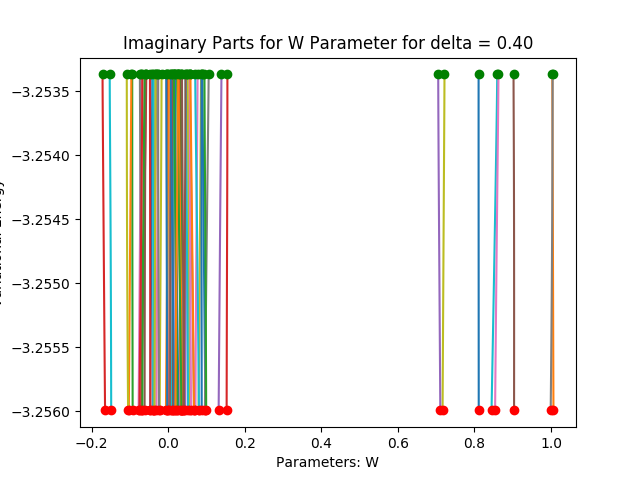 Imaginary Parts for W Parameter for delta = 0.40
−3.2535
−3.2540
−3.2545
−3.2550
−3.2555
−3.2560
−0.2 0.0 0.2 0.4 0.6 0.8 1.0
Parameters: W